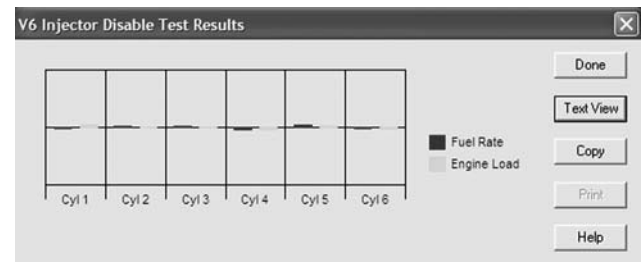 V6 Injector Disable Test Results
Done
Text View
Fuel Rate
Engine Load
Copy
Cyl 1 Cyl 2 Cyl 3 Cyl 4 Cyl 5 Cyl 6
Print
Help